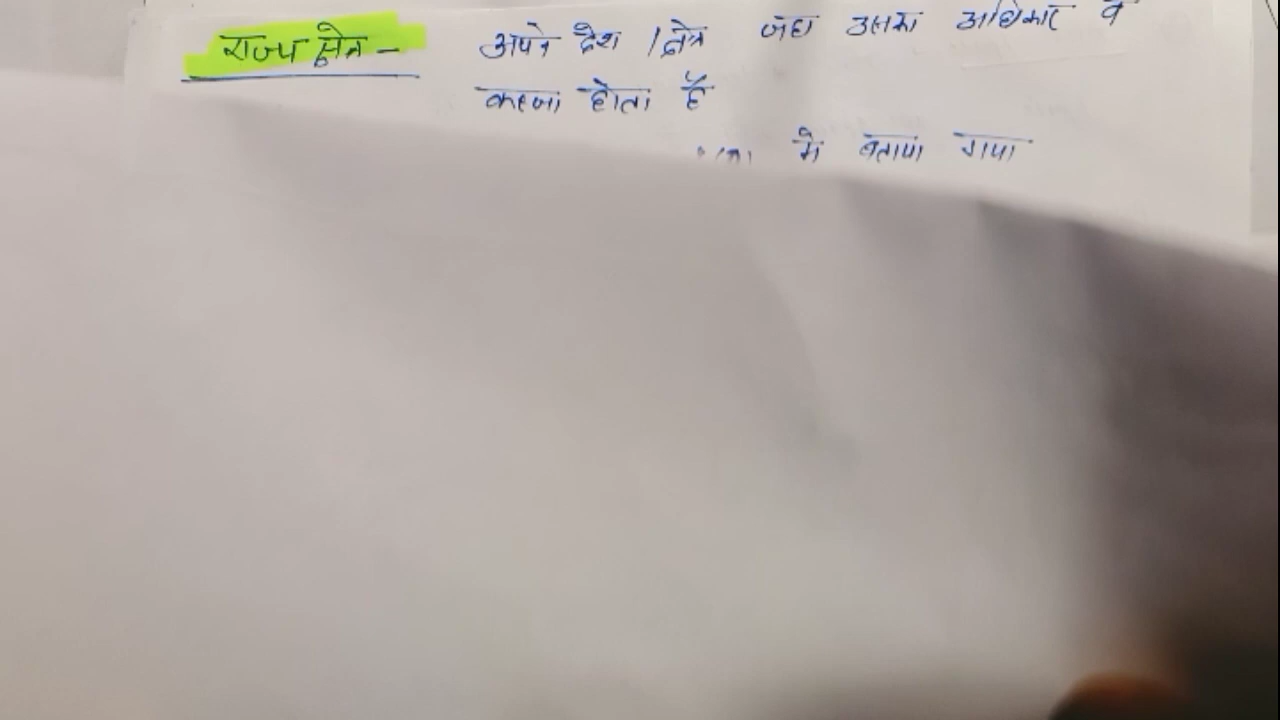 राज्य क्षेत्र - अपने देश / क्षेत्र जहा उसका अधिकार व
कब्जा होता है
में बताया गया